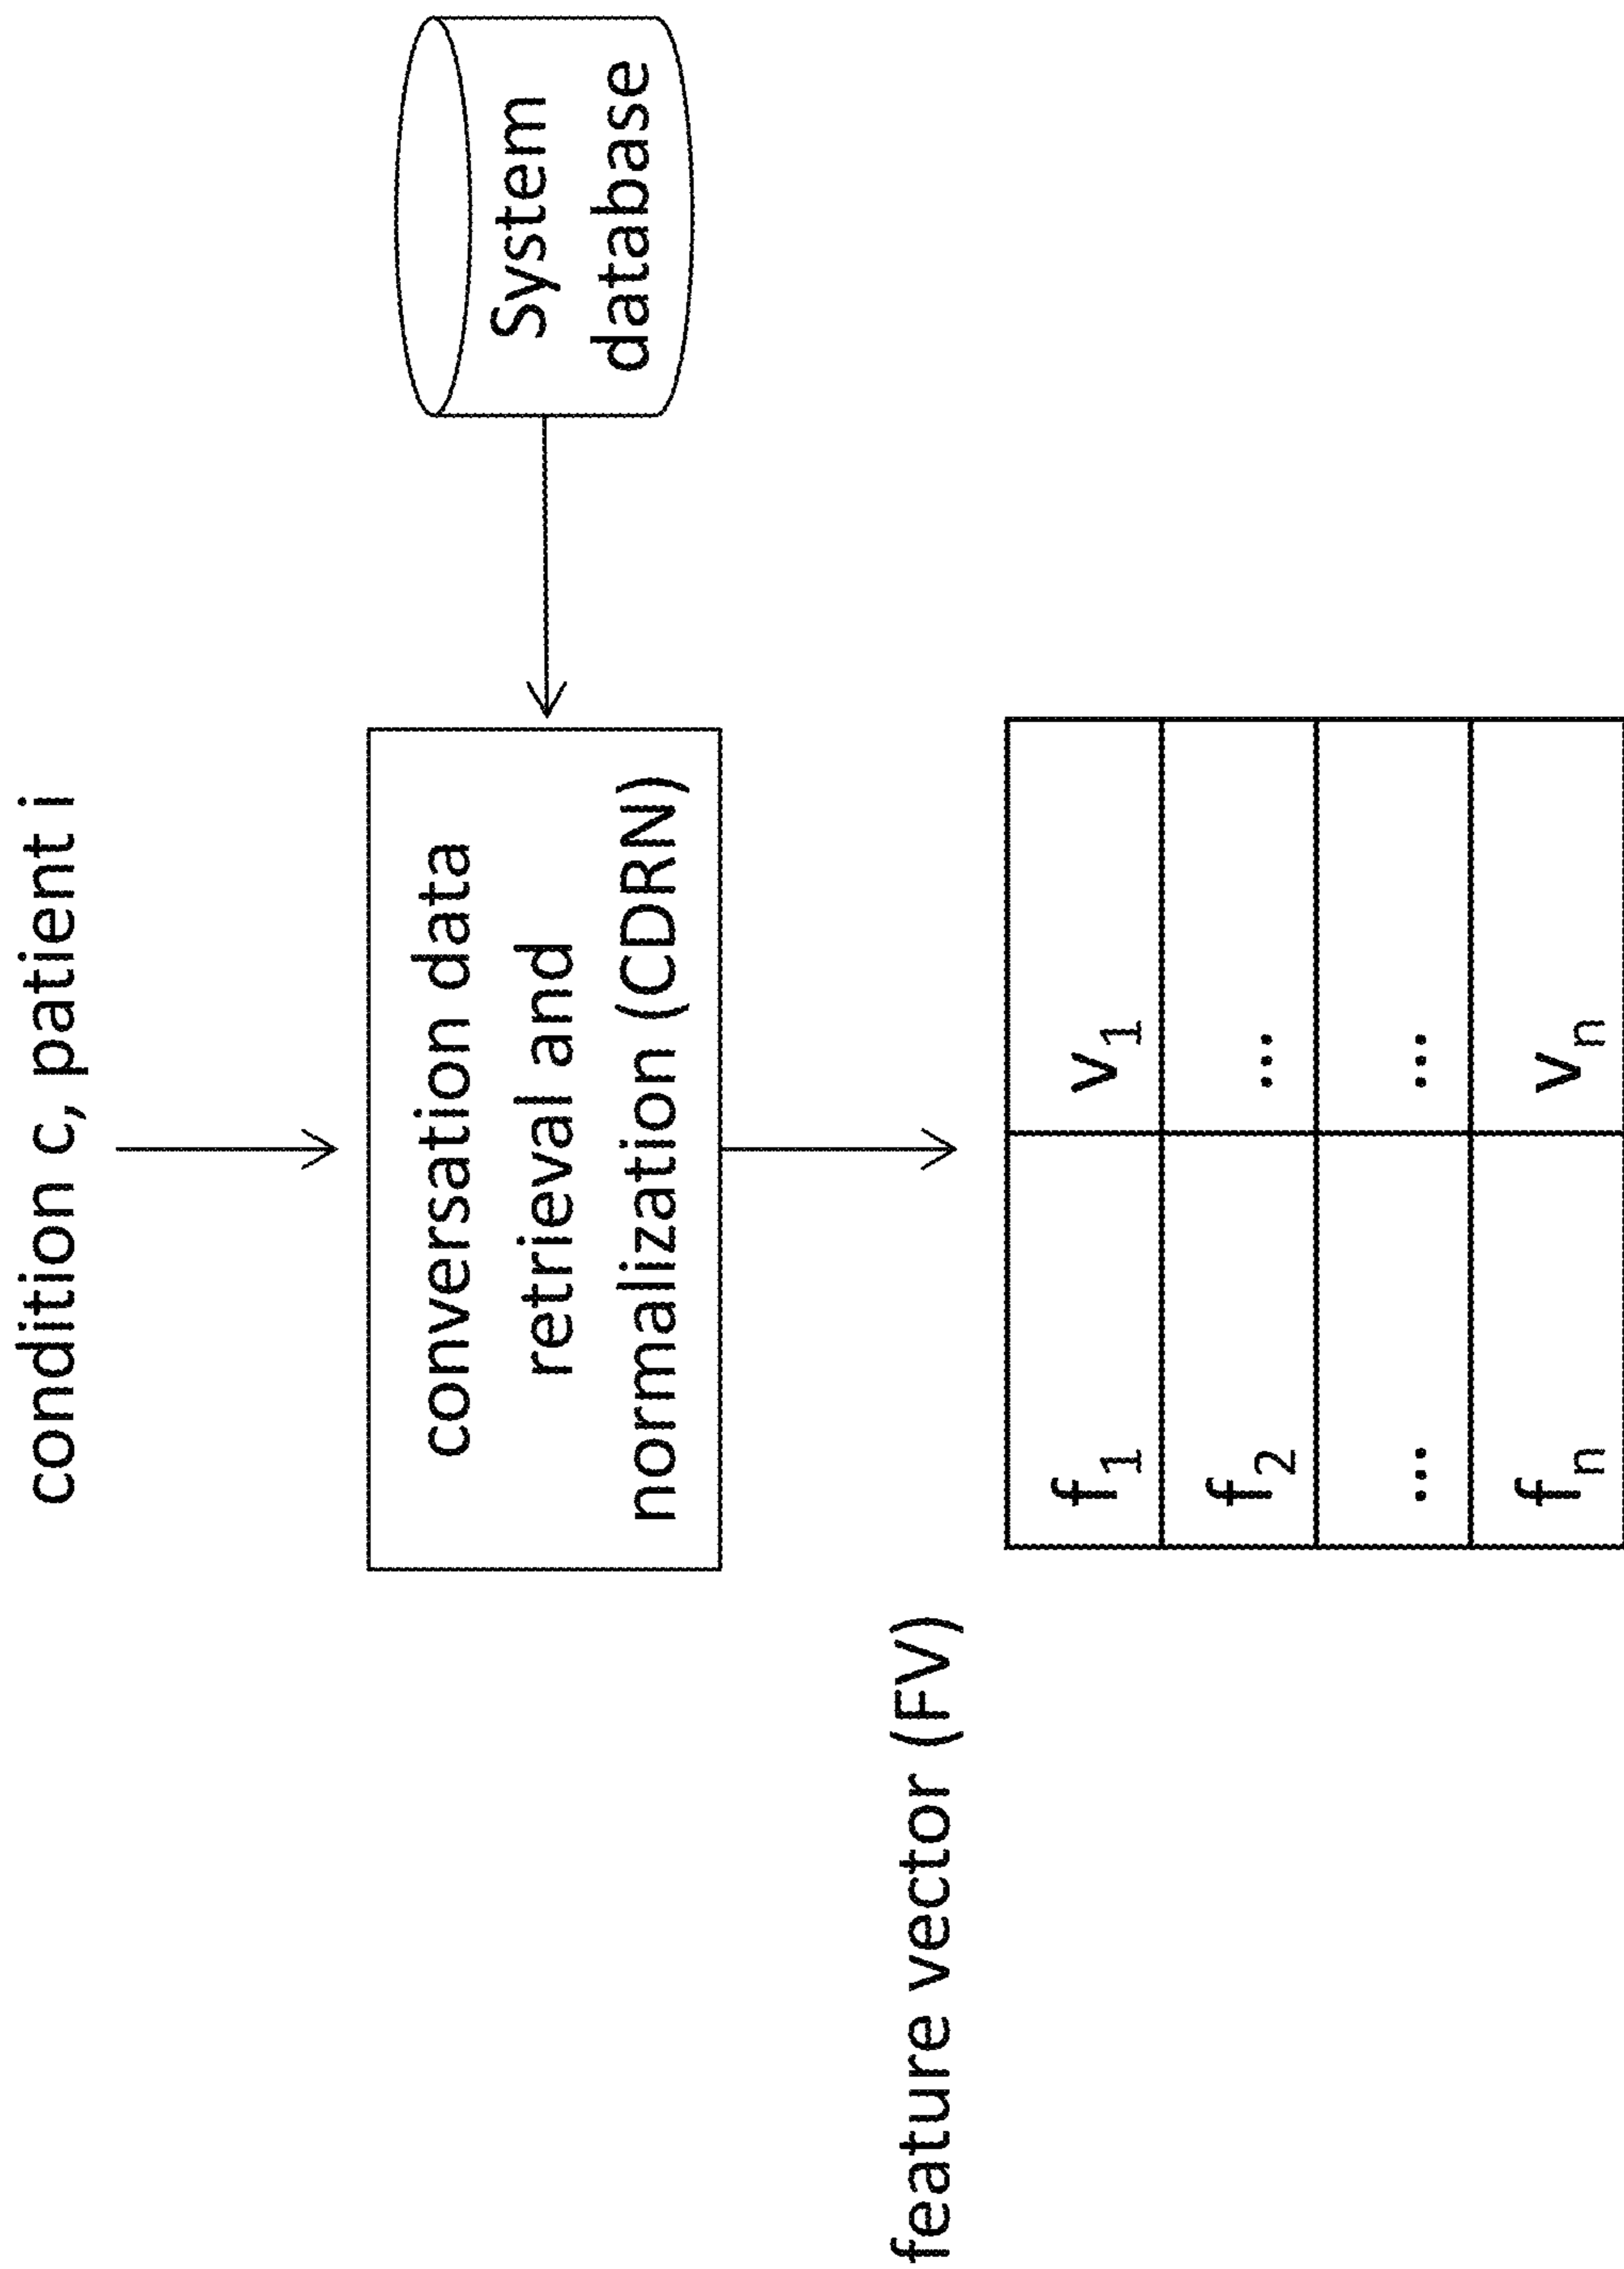 condition c, patient i
conversation data
retrieval and
normalization (CDRN)
System
database
feature vector (FV)
f1 v1
f2 ...
... ...
fn vn